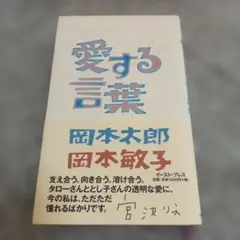 愛する
言葉
岡本太郎
岡本敏子
イースト・プレス
支え合う。向き合う。溶け合う。
タローさんととし子さんの透明な愛に、
今の私は、ただただ
憧れるばかりです。
宮沢りえ